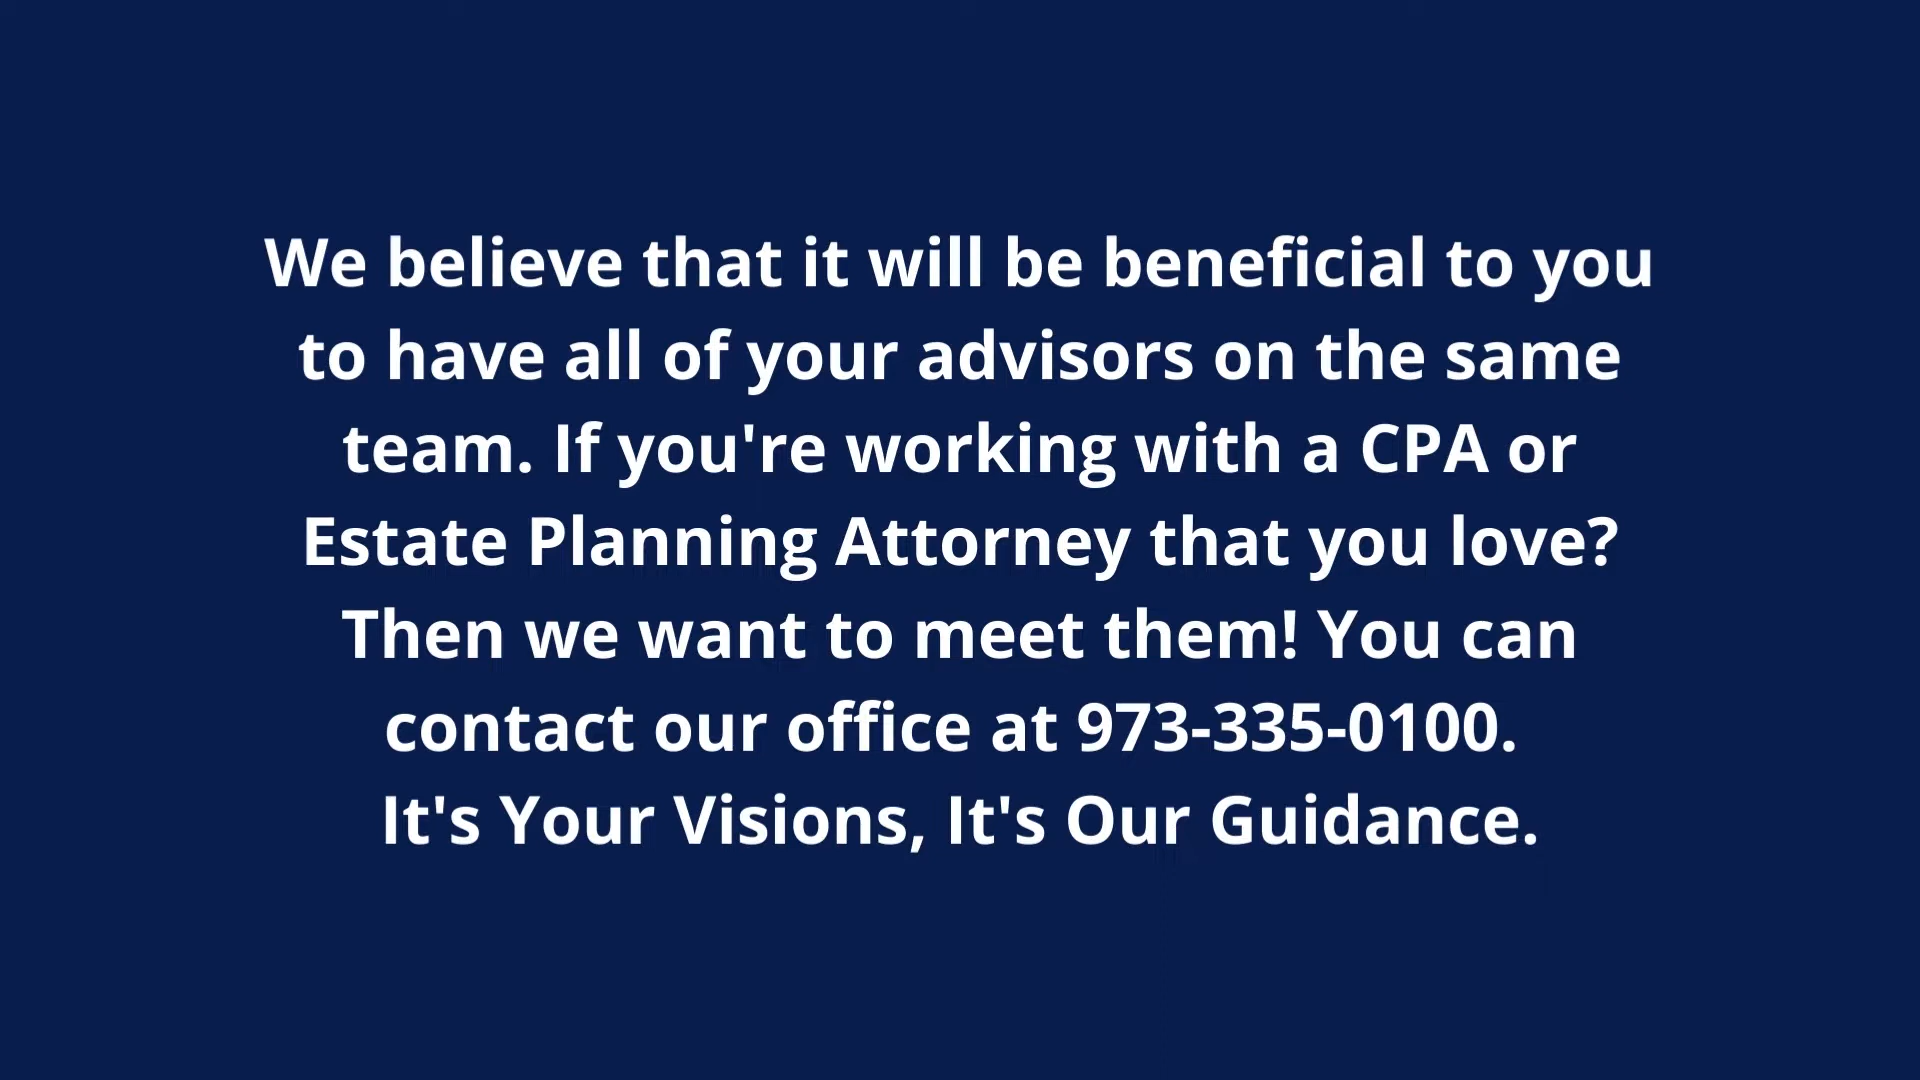 We believe that it will be beneficial to you
to have all of your advisors on the same
team. If you're working with a CPA or
Estate Planning Attorney that you love?
Then we want to meet them! You can
contact our office at 973-335-0100.
It's Your Visions, It's Our Guidance.